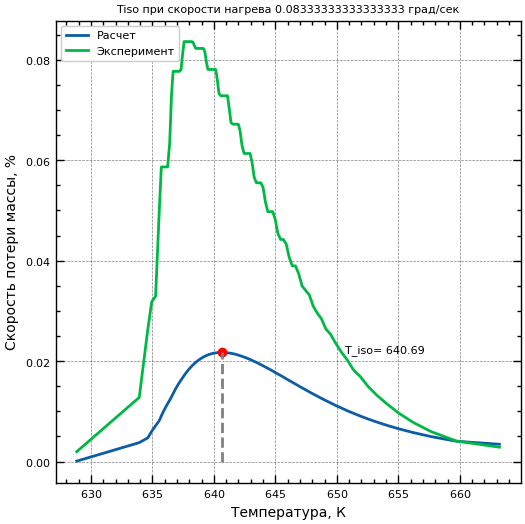 Tiso при скорости нагрева 0.08333333333333333 град/сек
Расчет
Эксперимент
0.08
0.06
0.04
0.02
0.00
Скорость потери массы, %
T_iso= 640.69
630 635 640 645 650 655 660
Температура, К